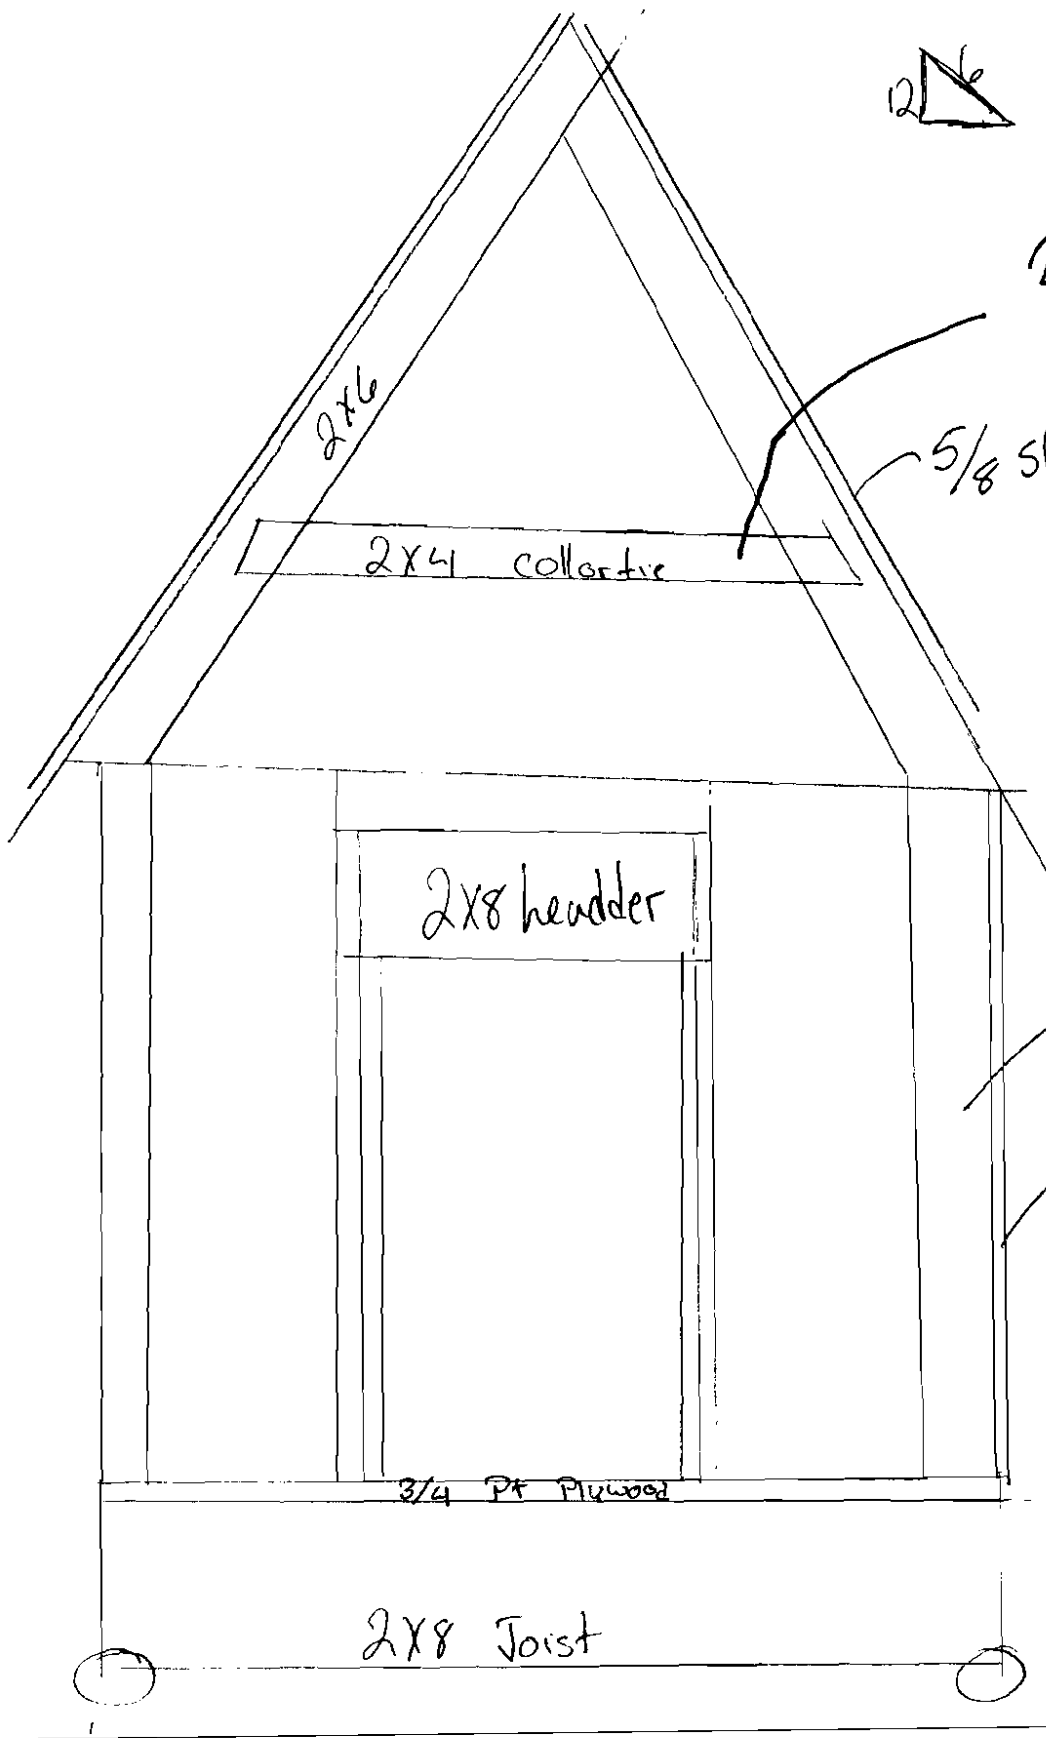 12
6
5/8
2x6
2x4 collortie
2x8 headder
3/4 Pt Plywood
2x8 Joist